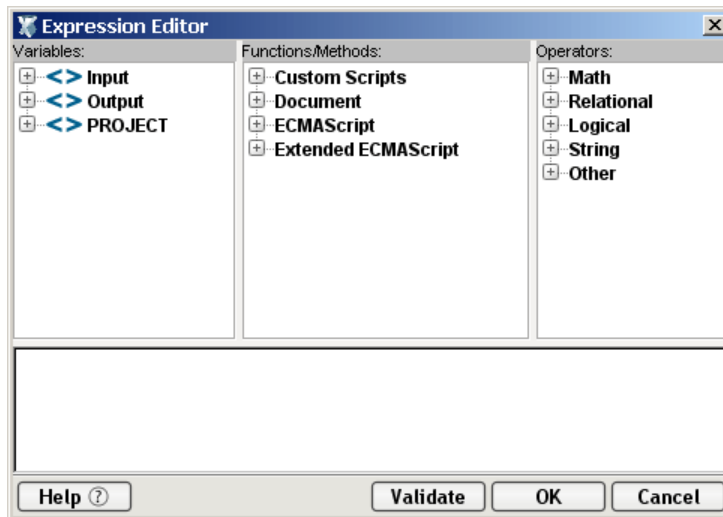 Expression Editor
Variables:
Functions/Methods:
Operators:
<> Input
<> Output
<> PROJECT
Custom Scripts
Document
ECMAScript
Extended ECMAScript
Math
Relational
Logical
String
Other
Help ?
Validate
OK
Cancel